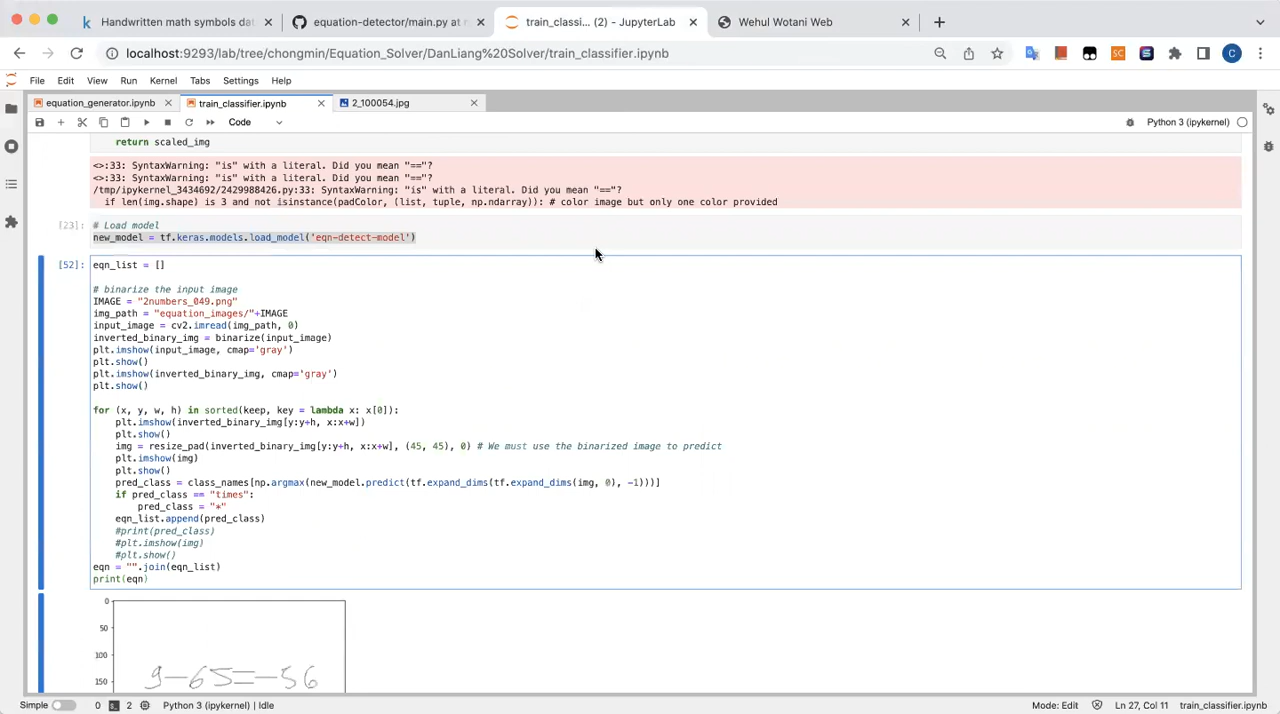 Handwritten math symbols dat
equation-detector/main.py at m
train_classi... (2) - JupyterLab
Wehul Wotani Web
localhost:9293/lab/tree/chongmin/Equation_Solver/DanLiang%20Solver/train_classifier.ipynb
SC
S
C
File Edit View Run Kernel Tabs Settings Help
equation_generator.ipynb
train_classifier.ipynb
2_100054.jpg
Code
Python 3 (ipykernel)
return scaled_img
<>:33: SyntaxWarning: "is" with a literal. Did you mean "=="?
<>:33: SyntaxWarning: "is" with a literal. Did you mean "=="?
/tmp/ipykernel_3434692/2429988426.py:33: SyntaxWarning: "is" with a literal. Did you mean "=="?
if len(img.shape) is 3 and not isinstance(padColor, (list, tuple, np.ndarray)): # color image but only one color provided
[23]: # Load model
new_model = tf.keras.models.load_model('eqn-detect-model')
[52]: eqn_list = []
# binarize the input image
IMAGE = "2numbers_049.png"
img_path = "equation_images/"+IMAGE
input_image = cv2.imread(img_path, 0)
inverted_binary_img = binarize(input_image)
plt.imshow(input_image, cmap='gray')
plt.show()
plt.imshow(inverted_binary_img, cmap='gray')
plt.show()
for (x, y, w, h) in sorted(keep, key = lambda x: x[0]):
plt.imshow(inverted_binary_img[y:y+h, x:x+w])
plt.show()
img = resize_pad(inverted_binary_img[y:y+h, x:x+w], (45, 45), 0) # We must use the binarized image to predict
plt.imshow(img)
plt.show()
pred_class = class_names[np.argmax(new_model.predict(tf.expand_dims(tf.expand_dims(img, 0), -1)))]
if pred_class == "times":
pred_class = "*"
eqn_list.append(pred_class)
#print(pred_class)
#plt.imshow(img)
#plt.show()
eqn = "".join(eqn_list)
print(eqn)
0
50
100
150
9-65=-56
Simple 0 2 Python 3 (ipykernel) | Idle
Mode: Edit Ln 27, Col 11 train_classifier.ipynb